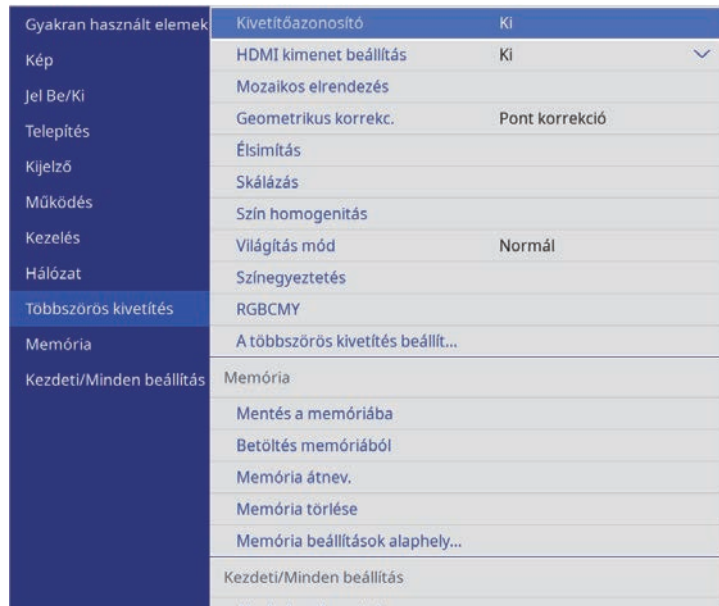 Gyakran használt elemek
Kép
Jel Be/Ki
Telepítés
Kijelző
Működés
Kezelés
Hálózat
Többszörös kivetítés
Memória
Kezdeti/Minden beállítás
Kivetítőazonosító Ki
HDMI kimenet beállítás Ki
Mozaikos elrendezés
Geometrikus korrekc. Pont korrekció
Élsimítás
Skálázás
Szín homogenitás
Világítás mód Normál
Színegyeztetés
RGBCMY
A többszörös kivetítés beállít...
Memória
Mentés a memóriába
Betöltés memóriából
Memória átnev.
Memória törlése
Memória beállítások alaphely...
Kezdeti/Minden beállítás